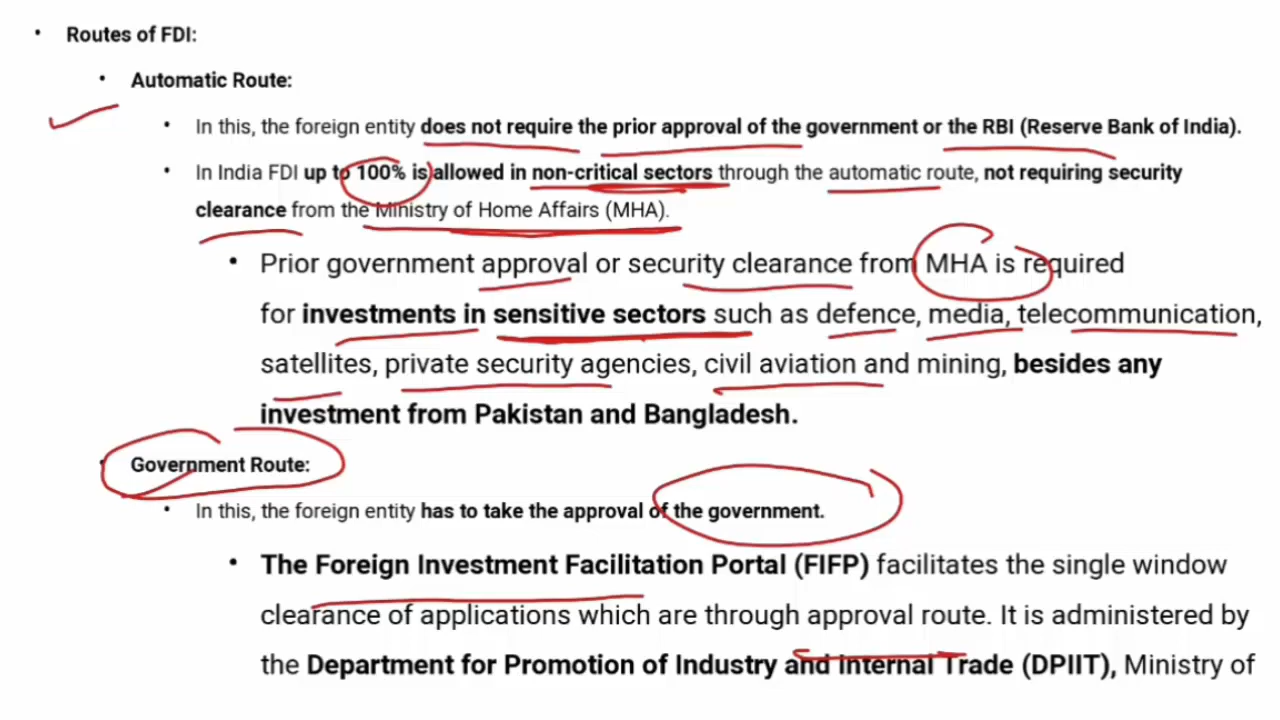 • Routes of FDI:
• Automatic Route:
• In this, the foreign entity does not require the prior approval of the government or the RBI (Reserve Bank of India).
• In India FDI up to 100% is allowed in non-critical sectors through the automatic route, not requiring security
clearance from the Ministry of Home Affairs (MHA).
• Prior government approval or security clearance from MHA is required
for investments in sensitive sectors such as defence, media, telecommunication,
satellites, private security agencies, civil aviation and mining, besides any
investment from Pakistan and Bangladesh.
• Government Route:
• In this, the foreign entity has to take the approval of the government.
• The Foreign Investment Facilitation Portal (FIFP) facilitates the single window
clearance of applications which are through approval route. It is administered by
the Department for Promotion of Industry and Internal Trade (DPIIT), Ministry of